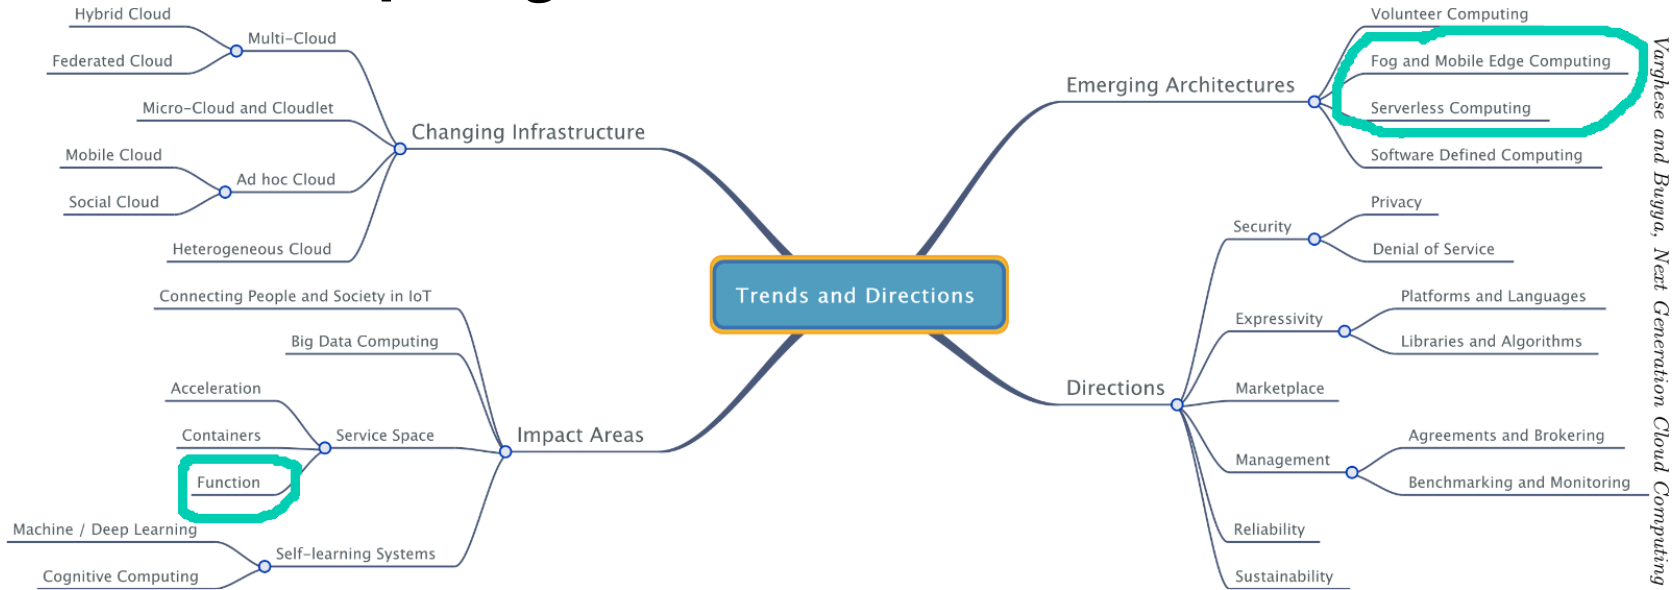 Hybrid Cloud
Multi-Cloud
Federated Cloud
Micro-Cloud and Cloudlet
Changing Infrastructure
Mobile Cloud
Ad hoc Cloud
Social Cloud
Heterogeneous Cloud
Connecting People and Society in IoT
Big Data Computing
Acceleration
Containers
Service Space
Impact Areas
Function
Machine / Deep Learning
Self-learning Systems
Cognitive Computing
Trends and Directions
Volunteer Computing
Fog and Mobile Edge Computing
Emerging Architectures
Serverless Computing
Software Defined Computing
Privacy
Security
Denial of Service
Platforms and Languages
Expressivity
Libraries and Algorithms
Directions
Marketplace
Agreements and Brokering
Management
Benchmarking and Monitoring
Reliability
Sustainability
Varghese and Buyya, Next Generation Cloud Computing